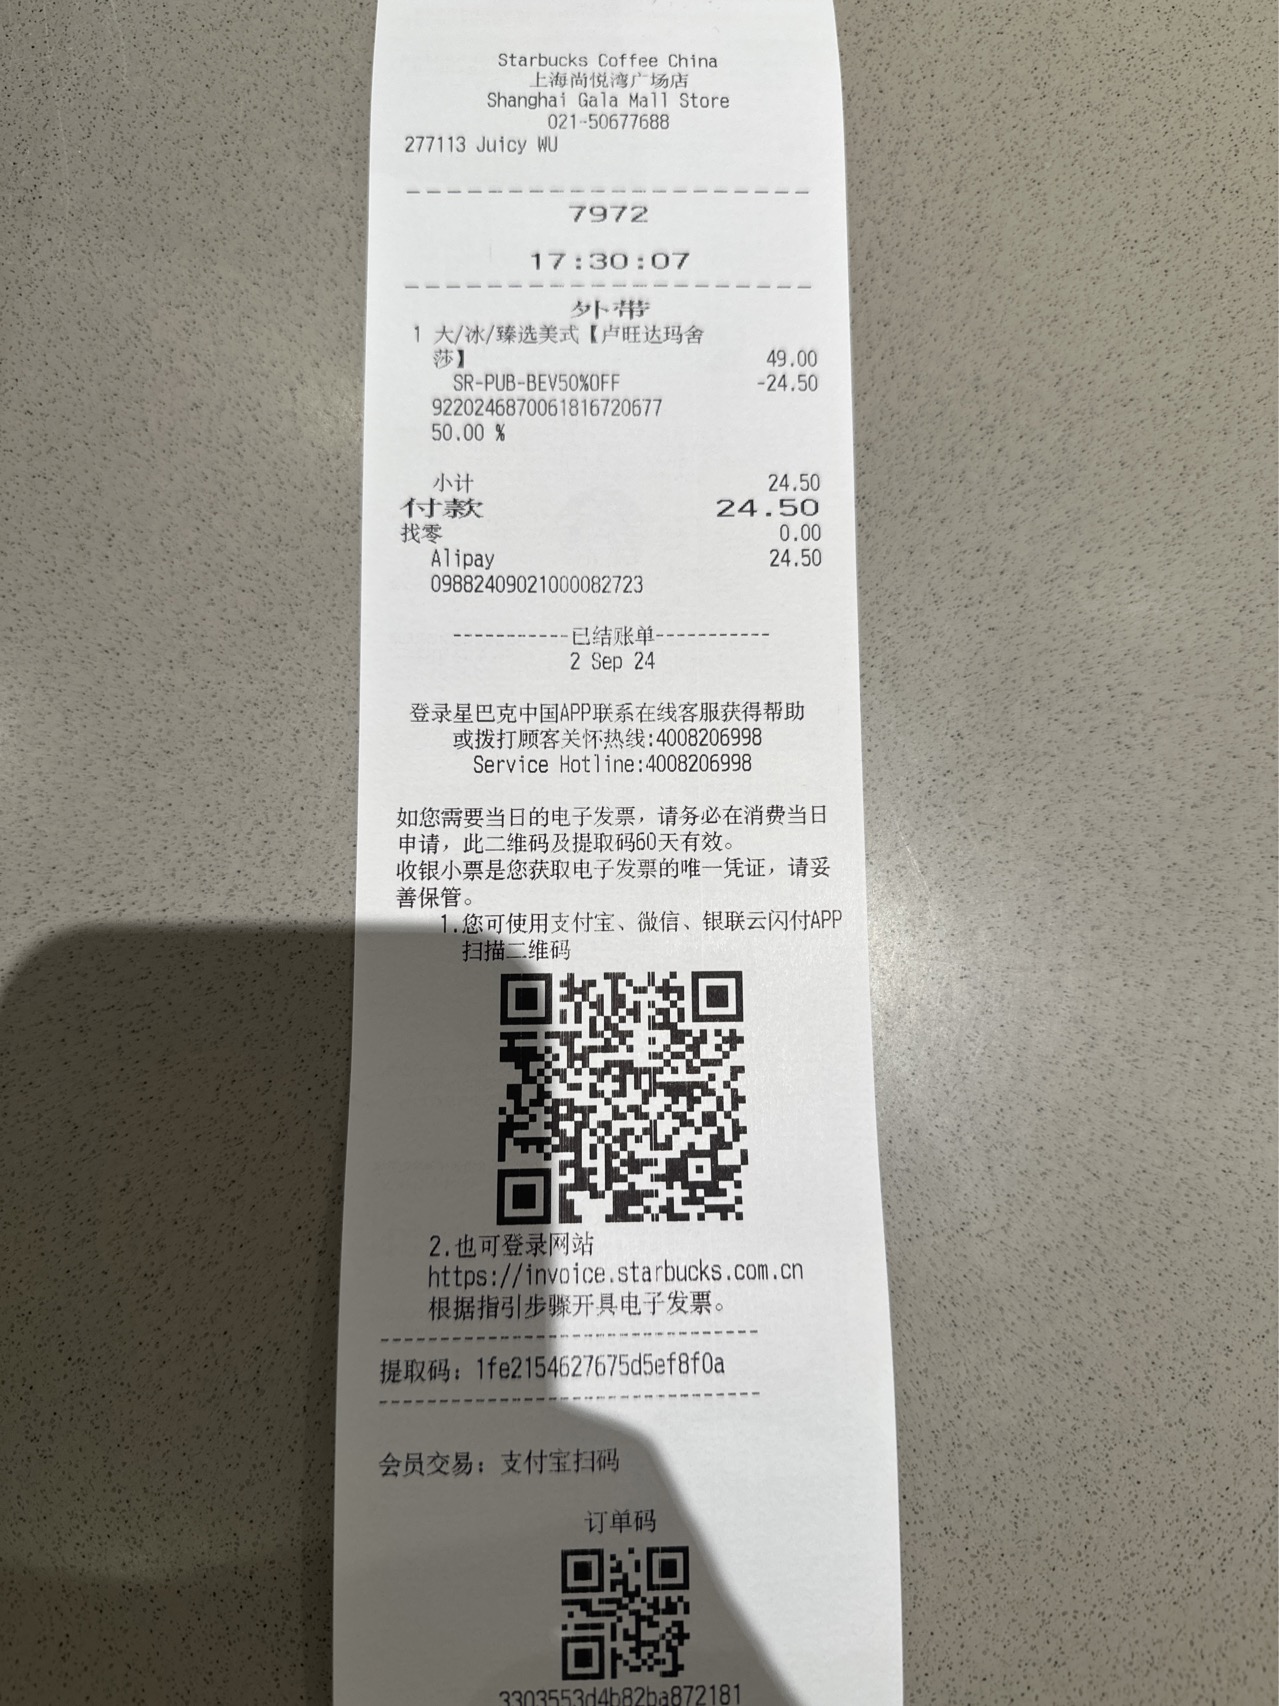 Starbucks Coffee China
上海尚悦湾广场店
Shanghai Gala Mall Store
021-50677688
277113 Juicy WU
7972
17:30:07
外带
1 大/冰/臻选美式【卢旺达玛舍
莎】 49.00
SR-PUB-BEV50%OFF -24.50
9220246870061816720677
50.00 %
小计 24.50
付款 24.50
找零 0.00
Alipay 24.50
09882409021000082723
-----------已结账单-----------
2 Sep 24
登录星巴克中国APP联系在线客服获得帮助
或拨打顾客关怀热线:4008206998
Service Hotline:4008206998
如您需要当日的电子发票，请务必在消费当日
申请，此二维码及提取码60天有效。
收银小票是您获取电子发票的唯一凭证，请妥
善保管。
1.您可使用支付宝、微信、银联云闪付APP
扫描二维码
2.也可登录网站
https://invoice.starbucks.com.cn
根据指引步骤开具电子发票。
提取码：1fe2154627675d5ef8f0a
会员交易：支付宝扫码
订单码
3303553d4b82ba872181